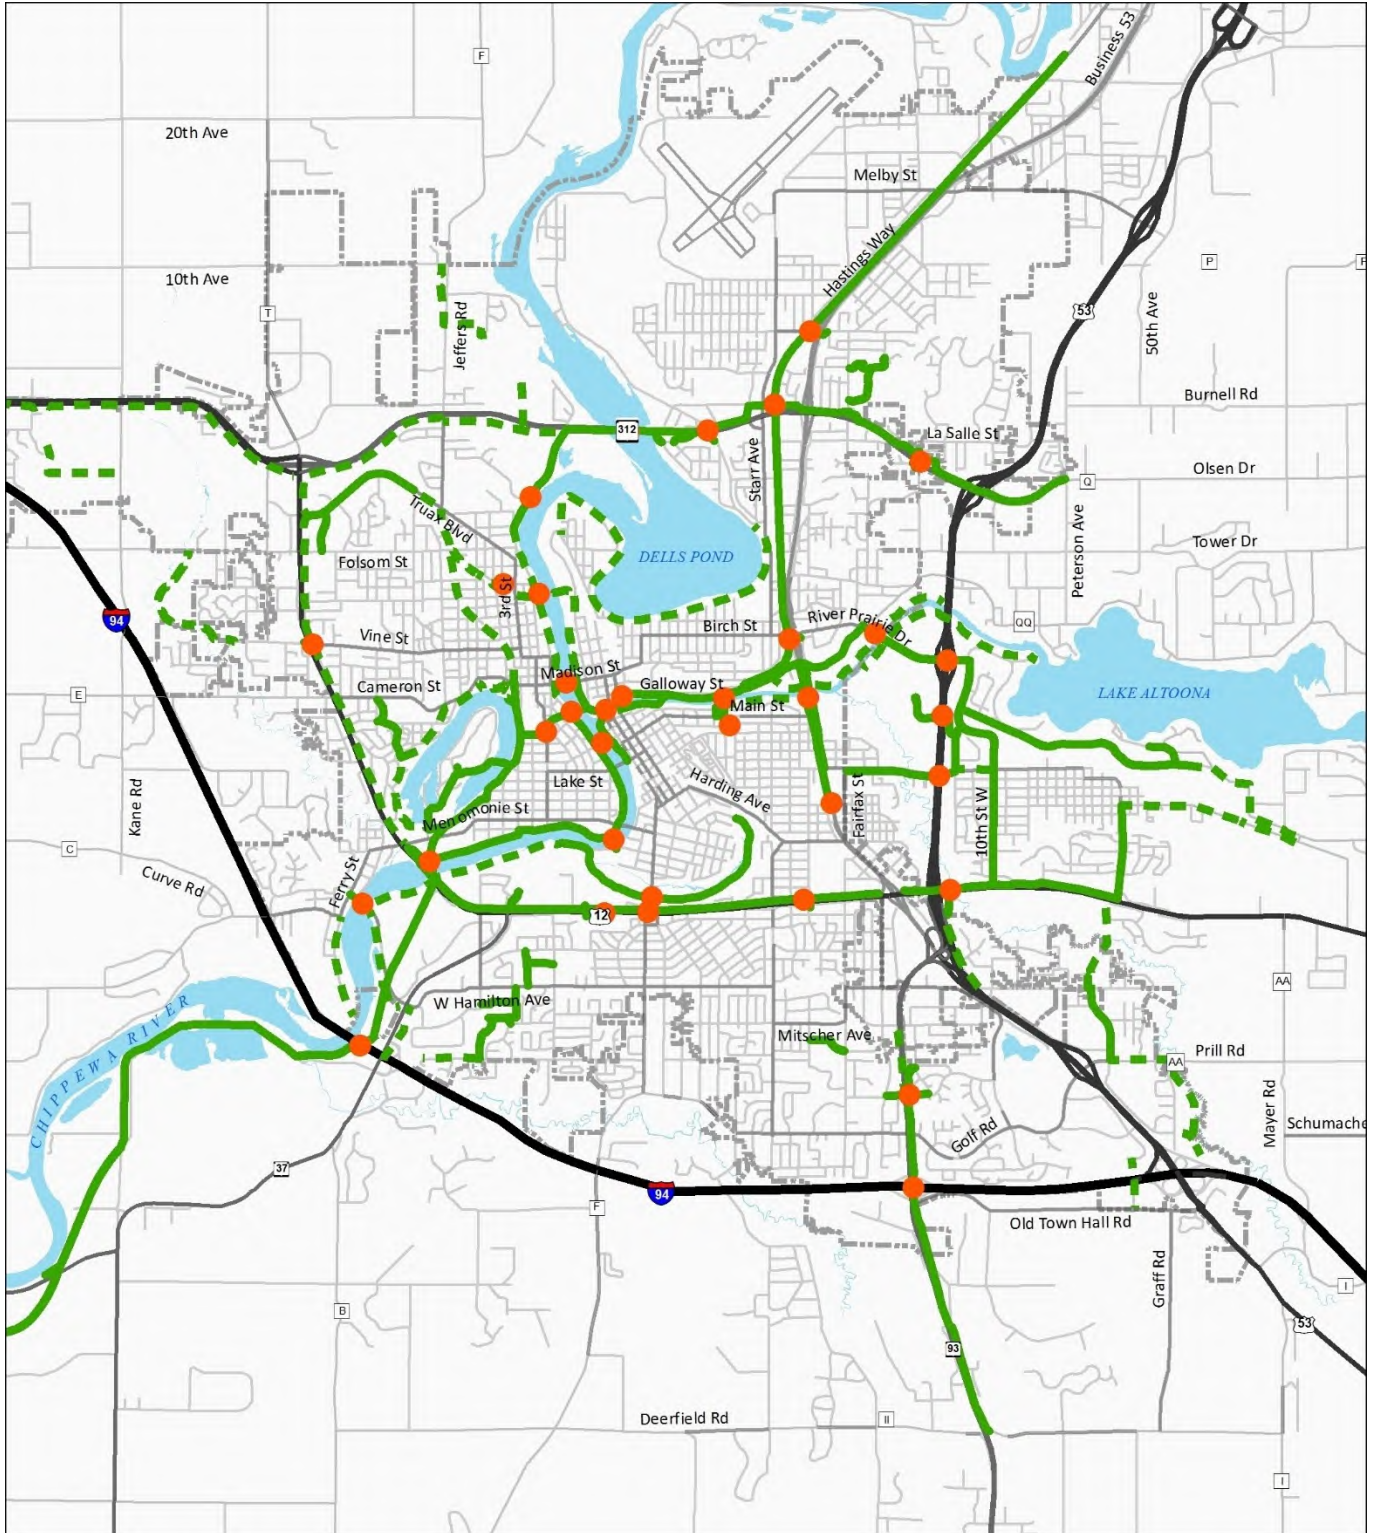 F
Business 53
20th Ave
Melby St
Hastings Way
10th Ave
P
T
53
50th Ave
Jeffers Rd
Burnell Rd
312
La Salle St
Starr Ave
Olsen Dr
Q
Truax Blvd
Tower Dr
Folsom St
DELLS POND
Peterson Ave
3rd St
94
River Prairie Dr
QQ
Birch St
Vine St
Madison St
Cameron St
Galloway St
E
LAKE ALTOONA
Main St
Lake St
Harding Ave
Kane Rd
Fairfax St
10th St W
Menomonie St
C
Curve Rd
Ferry St
12
AA
CHIPPEWA RIVER
W Hamilton Ave
Mitscher Ave
Prill Rd
AA
Mayer Rd
Schumache
Golf Rd
37
94
F
Old Town Hall Rd
Graff Rd
I
B
53
93
Deerfield Rd
II
I